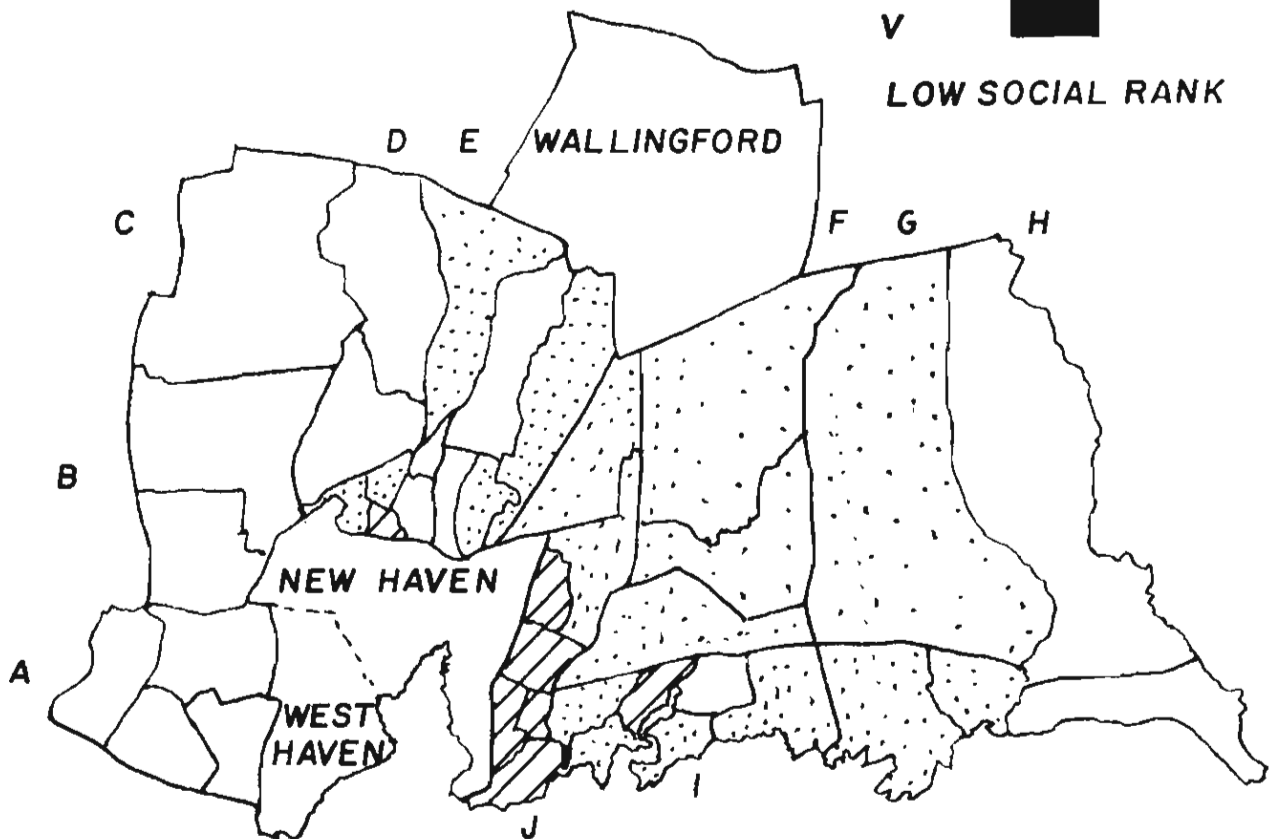 V
LOW SOCIAL RANK
D E WALLINGFORD
C F G H
B
NEW HAVEN
A
WEST
HAVEN
I
J